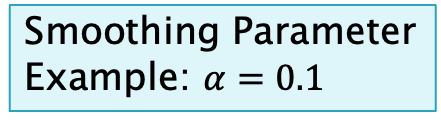 Smoothing Parameter
Example: 𝛼 = 0.1